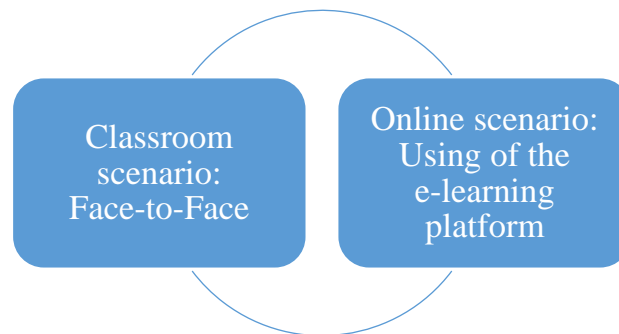 Classroom
scenario:
Face-to-Face
Online scenario:
Using of the
e-learning
platform